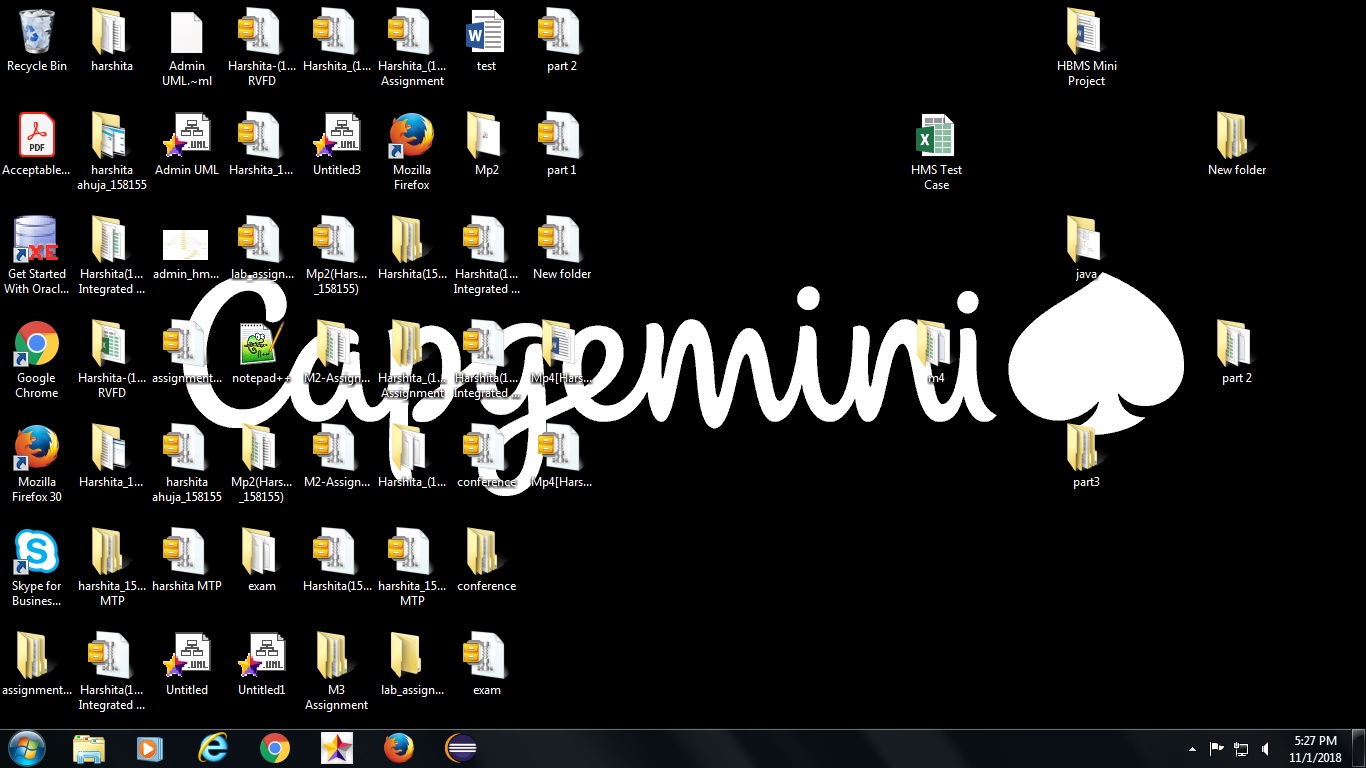 Recycle Bin
harshita
Admin
UML.~ml
Harshita-(1...
RVFD
Harshita_(1...
Harshita_(1...
Assignment
test
part 2
HBMS Mini
Project
Acceptable...
harshita
ahuja_158155
Admin UML
Harshita_1...
Untitled3
Mozilla
Firefox
Mp2
part 1
HMS Test
Case
New folder
Get Started
With Oracl...
Harshita(1...
Integrated ...
admin_hm...
lab_assign...
Mp2(Hars...
_158155)
Harshita(15...
Harshita(1...
Integrated ...
New folder
java
Capgemini
Google
Chrome
Harshita-(1...
RVFD
assignment...
notepad++
M2-Assign...
Harshita_(1...
Assignment
Harshita(1...
Integrated ...
Mp4[Hars...
m4
part 2
Mozilla
Firefox 30
Harshita_1...
harshita
ahuja_158155
Mp2(Hars...
_158155)
M2-Assign...
Harshita_(1...
conference
Mp4[Hars...
part3
Skype for
Busines...
harshita_15...
MTP
harshita MTP
exam
Harshita(15...
harshita_15...
MTP
conference
assignment...
Harshita(1...
Integrated ...
Untitled
Untitled1
M3
Assignment
lab_assign...
exam
5:27 PM
11/1/2018